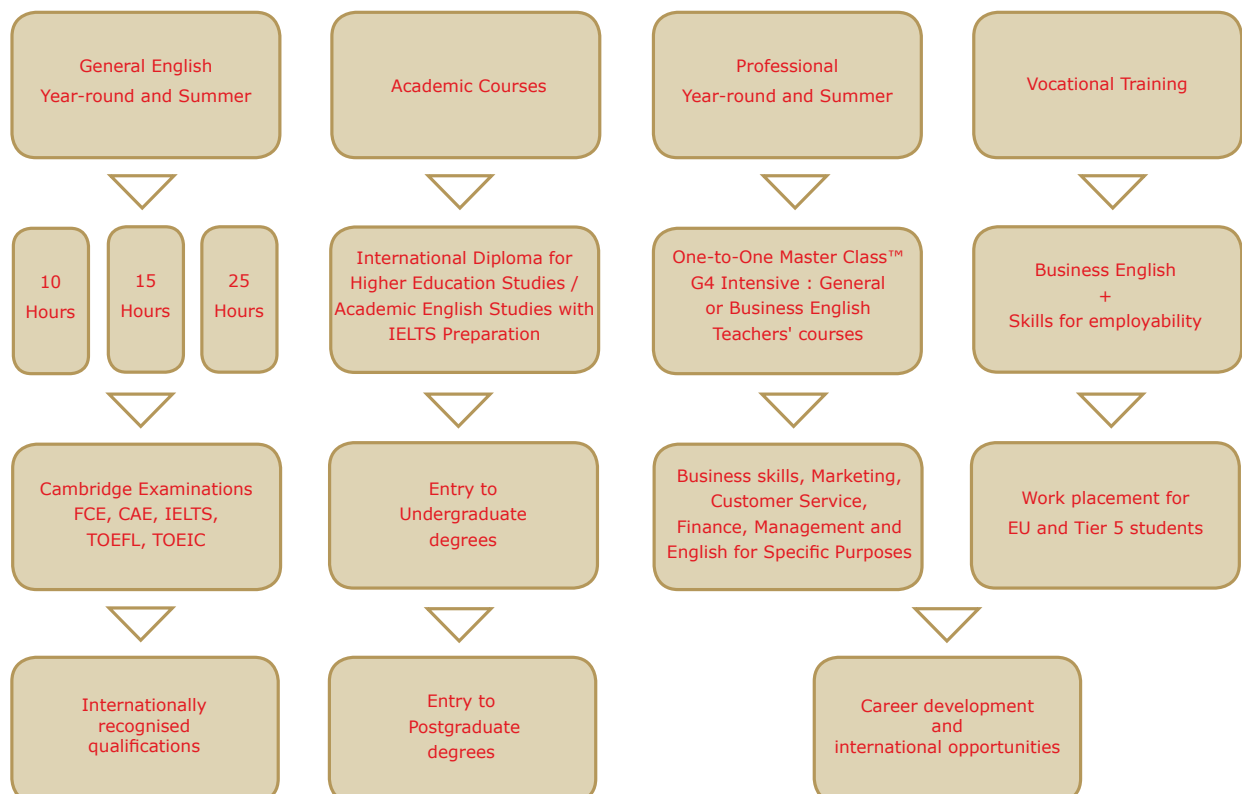 General English
Year-round and Summer
Academic Courses
Professional
Year-round and Summer
Vocational Training
10
Hours
15
Hours
25
Hours
International Diploma for
Higher Education Studies /
Academic English Studies with
IELTS Preparation
One-to-One Master Class™
G4 Intensive : General
or Business English
Teachers' courses
Business English
+
Skills for employability
Cambridge Examinations
FCE, CAE, IELTS,
TOEFL, TOEIC
Entry to
Undergraduate
degrees
Business skills, Marketing,
Customer Service,
Finance, Management and
English for Specific Purposes
Work placement for
EU and Tier 5 students
Internationally
recognised
qualifications
Entry to
Postgraduate
degrees
Career development
and
international opportunities